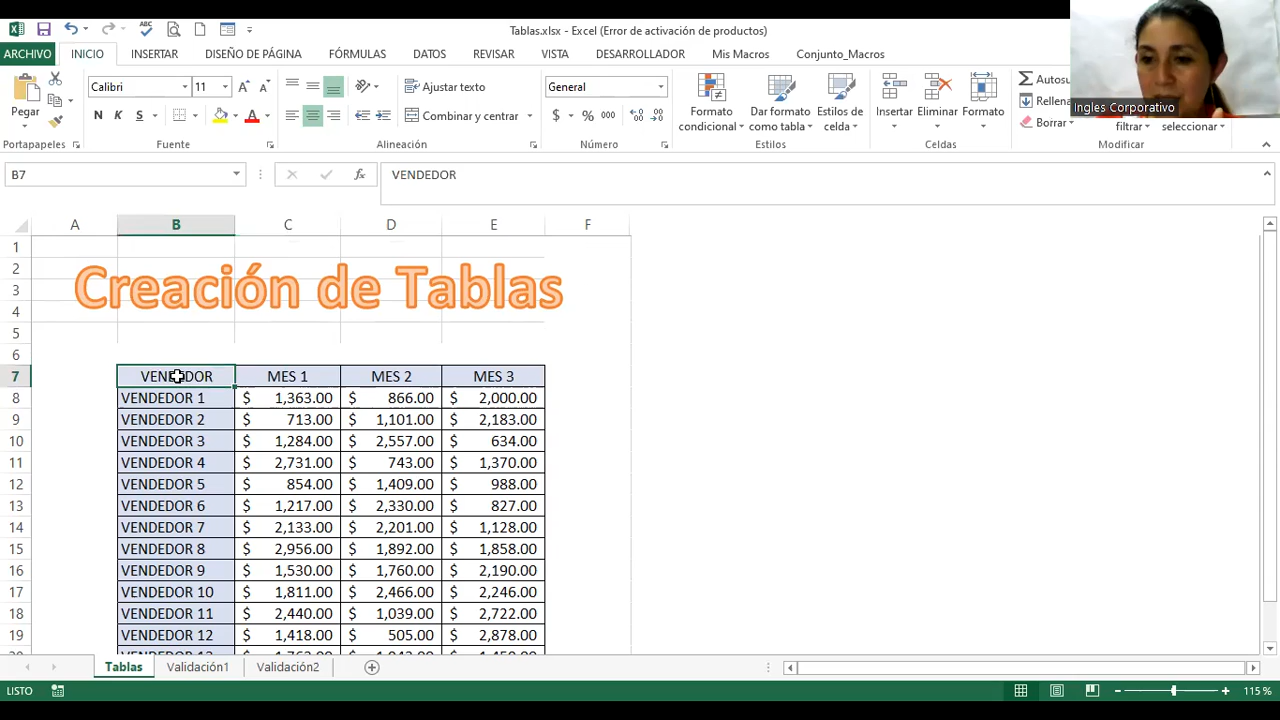 Tablas.xlsx - Excel (Error de activación de productos)
ARCHIVO INICIO INSERTAR DISEÑO DE PÁGINA FÓRMULAS DATOS REVISAR VISTA DESARROLLADOR Mis Macros Conjunto_Macros
Pegar
Calibri 11
N K S
Ajustar texto
Combinar y centrar
General
$ % 000
Formato condicional
Dar formato como tabla
Estilos de celda
Insertar Eliminar Formato
Autosu
Rellena
Borrar
filtrar
seleccionar
Portapapeles Fuente Alineación Número Estilos Celdas Modificar
Ingles Corporativo
B7 fx VENDEDOR
A B C D E F
1
2
3
4
5
6
Creación de Tablas
7 VENDEDOR MES 1 MES 2 MES 3
8 VENDEDOR 1 $ 1,363.00 $ 866.00 $ 2,000.00
9 VENDEDOR 2 $ 713.00 $ 1,101.00 $ 2,183.00
10 VENDEDOR 3 $ 1,284.00 $ 2,557.00 $ 634.00
11 VENDEDOR 4 $ 2,731.00 $ 743.00 $ 1,370.00
12 VENDEDOR 5 $ 854.00 $ 1,409.00 $ 988.00
13 VENDEDOR 6 $ 1,217.00 $ 2,330.00 $ 827.00
14 VENDEDOR 7 $ 2,133.00 $ 2,201.00 $ 1,128.00
15 VENDEDOR 8 $ 2,956.00 $ 1,892.00 $ 1,858.00
16 VENDEDOR 9 $ 1,530.00 $ 1,760.00 $ 2,190.00
17 VENDEDOR 10 $ 1,811.00 $ 2,466.00 $ 2,246.00
18 VENDEDOR 11 $ 2,440.00 $ 1,039.00 $ 2,722.00
19 VENDEDOR 12 $ 1,418.00 $ 505.00 $ 2,878.00
Tablas Validación1 Validación2
LISTO
115 %